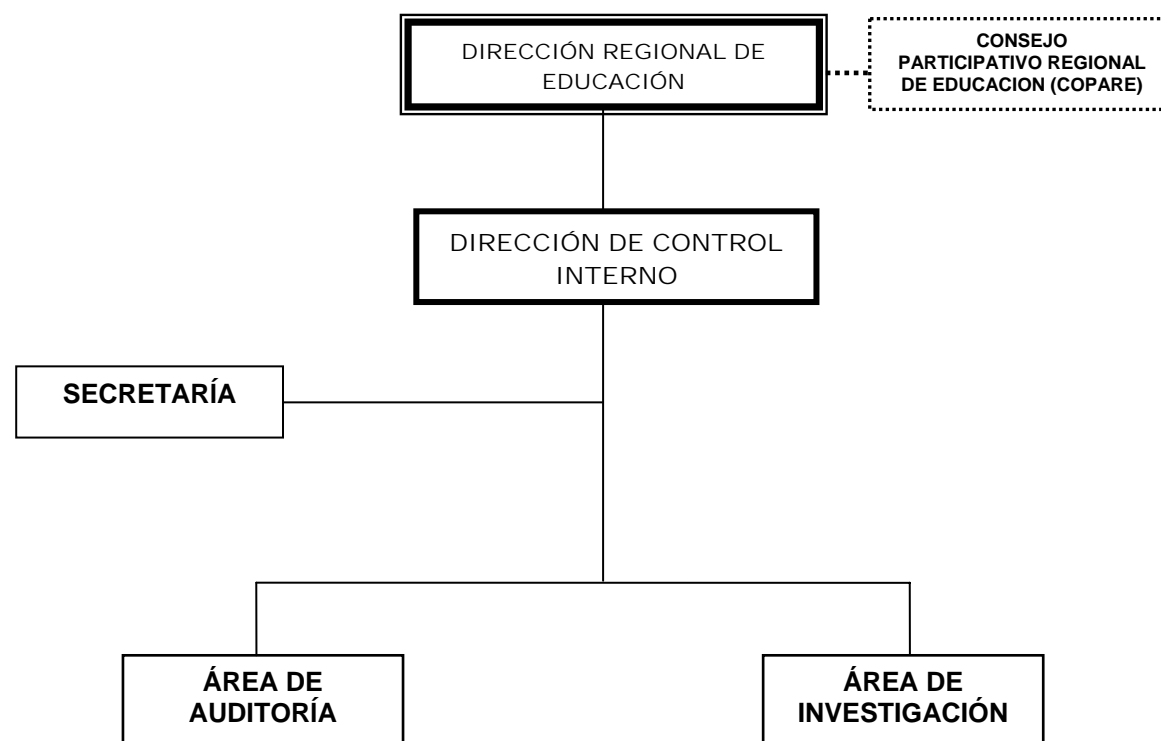 DIRECCIÓN REGIONAL DE
EDUCACIÓN
CONSEJO
PARTICIPATIVO REGIONAL
DE EDUCACION (COPARE)
DIRECCIÓN DE CONTROL
INTERNO
SECRETARÍA
ÁREA DE
AUDITORÍA
ÁREA DE
INVESTIGACIÓN